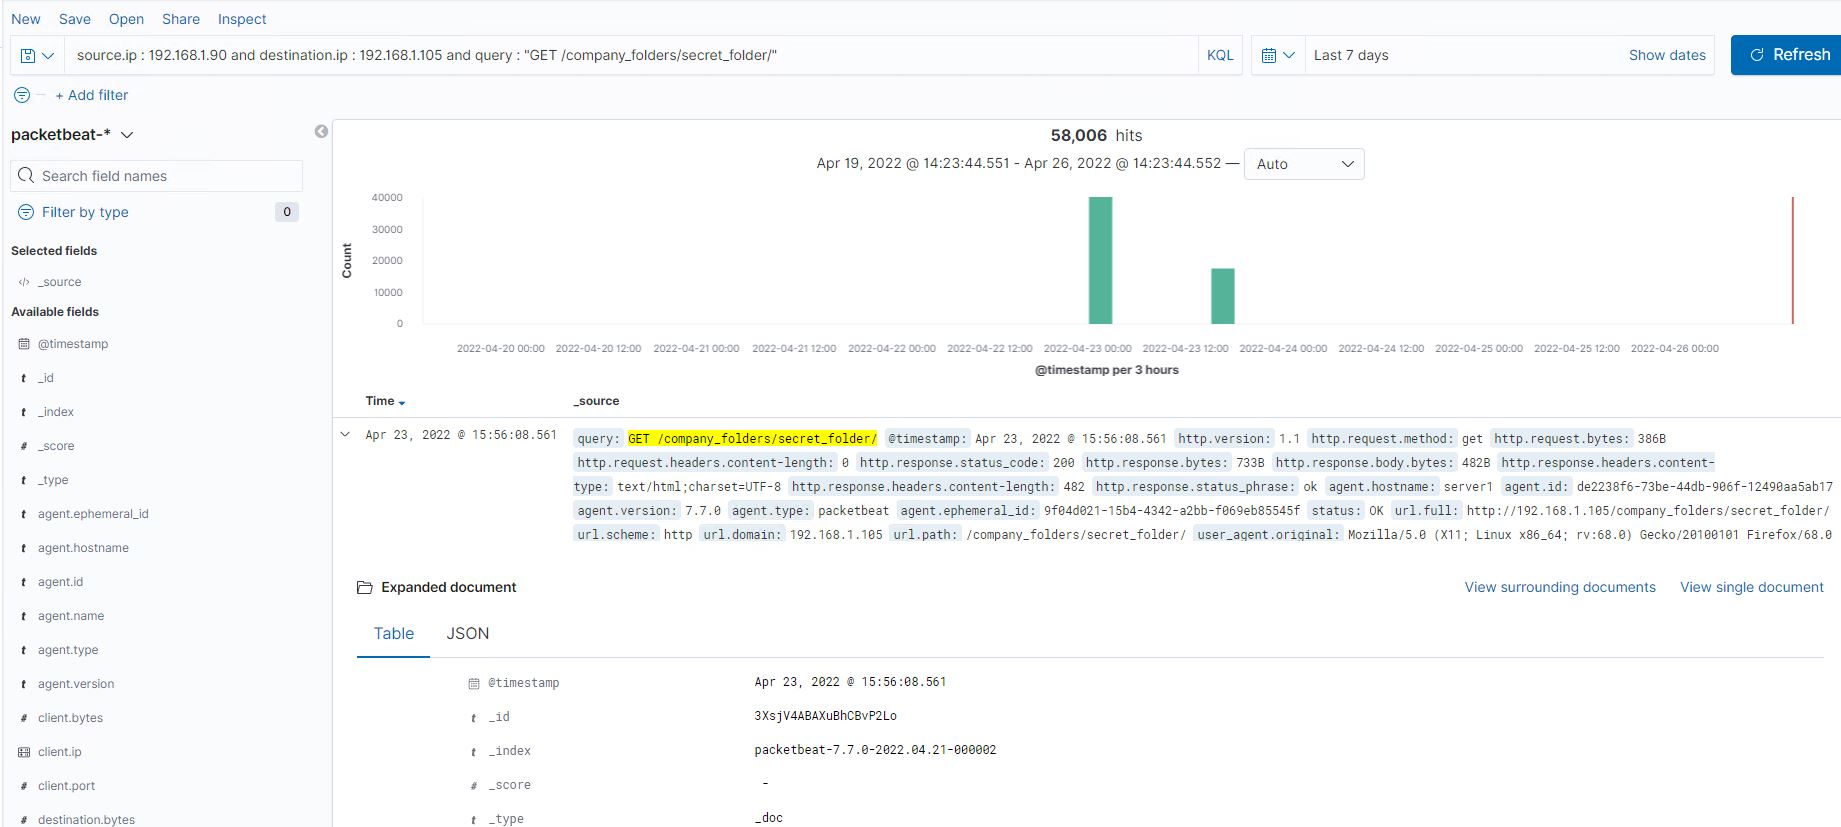 New Save Open Share Inspect
source.ip : 192.168.1.90 and destination.ip : 192.168.1.105 and query : "GET /company_folders/secret_folder/"
KQL
Last 7 days
Show dates
Refresh
+ Add filter
packetbeat-*
Search field names
Filter by type
0
Selected fields
_source
Available fields
@timestamp
t _id
t _index
# _score
t _type
t agent.ephemeral_id
t agent.hostname
t agent.id
t agent.name
t agent.type
t agent.version
# client.bytes
client.ip
# client.port
# destination.bytes
58,006 hits
Apr 19, 2022 @ 14:23:44.551 - Apr 26, 2022 @ 14:23:44.552 —
Auto
Count
40000
30000
20000
10000
0
2022-04-20 00:00 2022-04-20 12:00 2022-04-21 00:00 2022-04-21 12:00 2022-04-22 00:00 2022-04-22 12:00 2022-04-23 00:00 2022-04-23 12:00 2022-04-24 00:00 2022-04-24 12:00 2022-04-25 00:00 2022-04-25 12:00 2022-04-26 00:00
@timestamp per 3 hours
Time _source
Apr 23, 2022 @ 15:56:08.561
query: GET /company_folders/secret_folder/ @timestamp: Apr 23, 2022 @ 15:56:08.561 http.version: 1.1 http.request.method: get http.request.bytes: 386B
http.request.headers.content-length: 0 http.response.status_code: 200 http.response.bytes: 733B http.response.body.bytes: 482B http.response.headers.content-
type: text/html;charset=UTF-8 http.response.headers.content-length: 482 http.response.status_phrase: ok agent.hostname: server1 agent.id: de2238f6-73be-44db-906f-12490aa5ab17
agent.version: 7.7.0 agent.type: packetbeat agent.ephemeral_id: 9f04d021-15b4-4342-a2bb-f069eb85545f status: OK url.full: http://192.168.1.105/company_folders/secret_folder/
url.scheme: http url.domain: 192.168.1.105 url.path: /company_folders/secret_folder/ user_agent.original: Mozilla/5.0 (X11; Linux x86_64; rv:68.0) Gecko/20100101 Firefox/68.0
Expanded document
View surrounding documents
View single document
Table JSON
@timestamp Apr 23, 2022 @ 15:56:08.561
t _id 3XsjV4ABAXuBhCBvP2Lo
t _index packetbeat-7.7.0-2022.04.21-000002
# _score -
t _type _doc